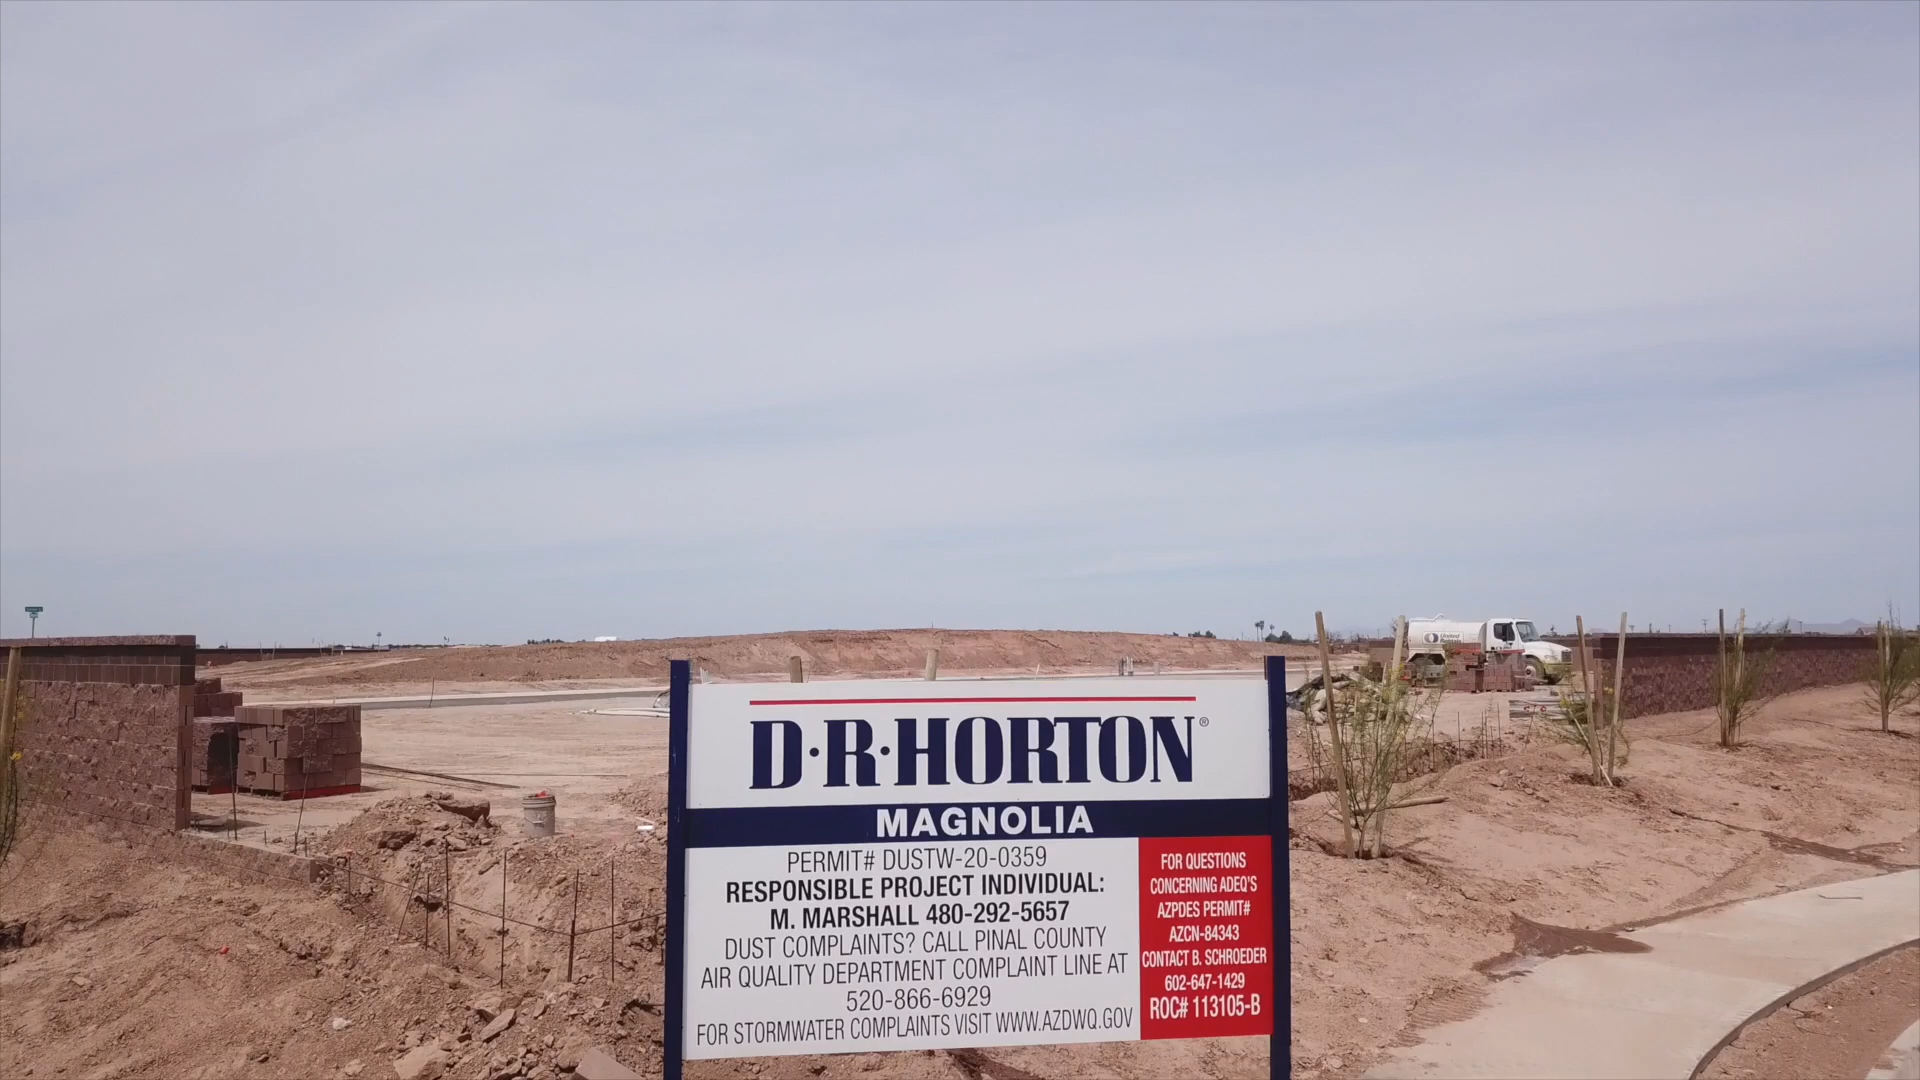 D·R·HORTON®
MAGNOLIA
PERMIT# DUSTW-20-0359
RESPONSIBLE PROJECT INDIVIDUAL:
M. MARSHALL 480-292-5657
DUST COMPLAINTS? CALL PINAL COUNTY
AIR QUALITY DEPARTMENT COMPLAINT LINE AT
520-866-6929
FOR STORMWATER COMPLAINTS VISIT WWW.AZDWQ.GOV
FOR QUESTIONS
CONCERNING ADEQ'S
AZPDES PERMIT#
AZCN-84343
CONTACT B. SCHROEDER
602-647-1429
ROC# 113105-B
United
Rentals